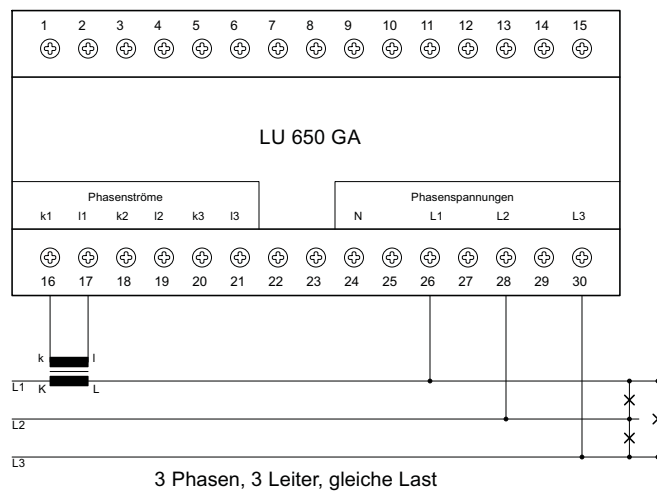 1 2 3 4 5 6 7 8 9 10 11 12 13 14 15
LU 650 GA
Phasenströme Phasenspannungen
k1 l1 k2 l2 k3 l3 N L1 L2 L3
16 17 18 19 20 21 22 23 24 25 26 27 28 29 30
k l
L1 K L
L2
L3
3 Phasen, 3 Leiter, gleiche Last